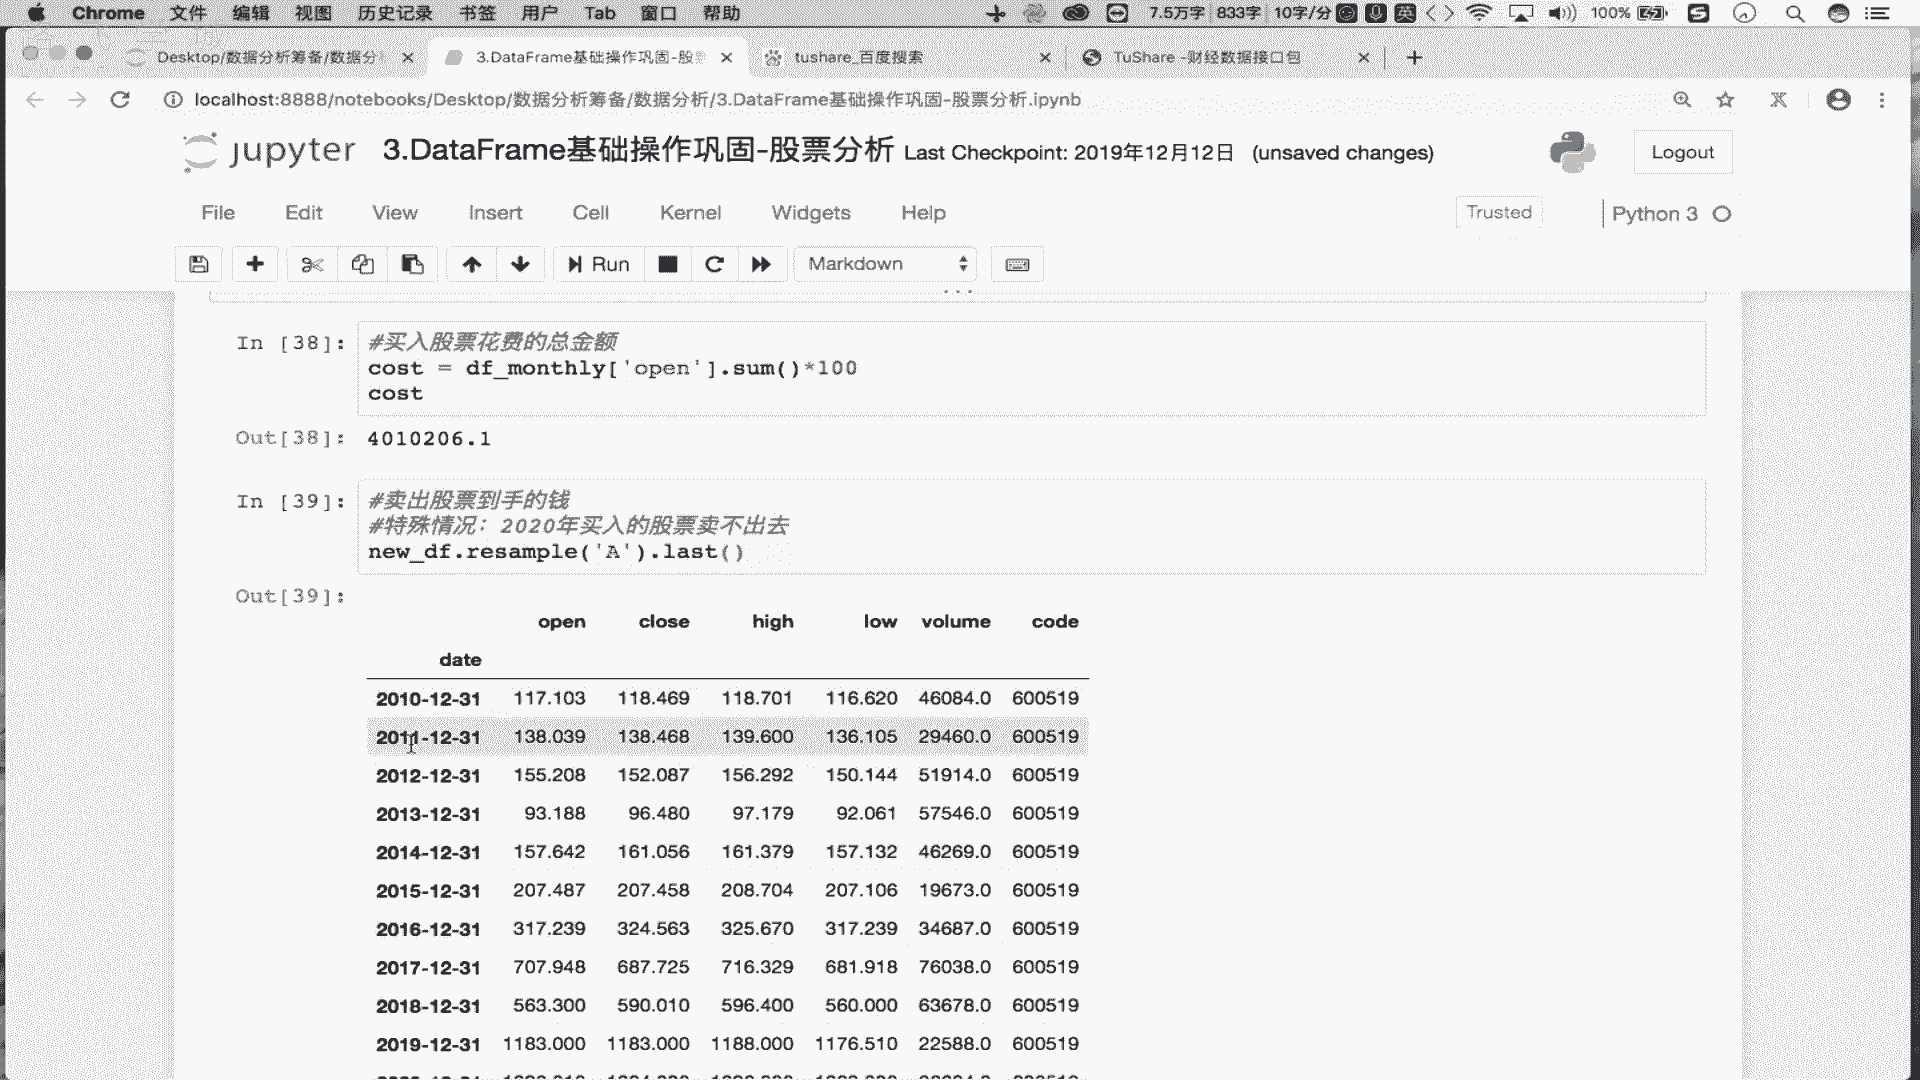 Chrome 文件 编辑 视图 历史记录 书签 用户 Tab 窗口 帮助 7.5万字 833字 10字/分 英 100%
Desktop/数据分析筹备/数据分 3.DataFrame基础操作巩固-股 tushare_百度搜索 TuShare -财经数据接口包
localhost:8888/notebooks/Desktop/数据分析筹备/数据分析/3.DataFrame基础操作巩固-股票分析.ipynb
jupyter 3.DataFrame基础操作巩固-股票分析 Last Checkpoint: 2019年12月12日 (unsaved changes) Logout
File Edit View Insert Cell Kernel Widgets Help Trusted Python 3
Run Markdown
In [38]: #买入股票花费的总金额
cost = df_monthly['open'].sum()*100
cost
Out[38]: 4010206.1
In [39]: #卖出股票到手的钱
#特殊情况：2020年买入的股票卖不出去
new_df.resample('A').last()
Out[39]:
open close high low volume code
date
2010-12-31 117.103 118.469 118.701 116.620 46084.0 600519
2011-12-31 138.039 138.468 139.600 136.105 29460.0 600519
2012-12-31 155.208 152.087 156.292 150.144 51914.0 600519
2013-12-31 93.188 96.480 97.179 92.061 57546.0 600519
2014-12-31 157.642 161.056 161.379 157.132 46269.0 600519
2015-12-31 207.487 207.458 208.704 207.106 19673.0 600519
2016-12-31 317.239 324.563 325.670 317.239 34687.0 600519
2017-12-31 707.948 687.725 716.329 681.918 76038.0 600519
2018-12-31 563.300 590.010 596.400 560.000 63678.0 600519
2019-12-31 1183.000 1183.000 1188.000 1176.510 22588.0 600519